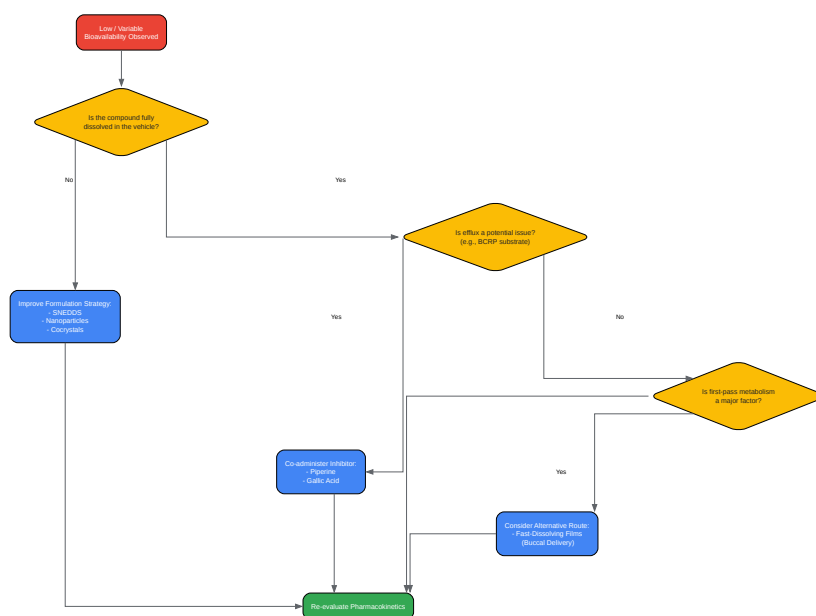 Low / Variable
Bioavailability Observed
Is the compound fully
dissolved in the vehicle?
No
Yes
Is efflux a potential issue?
(e.g., BCRP substrate)
Improve Formulation Strategy:
- SNEDDS
- Nanoparticles
- Cocrystals
Yes
No
Is first-pass metabolism
a major factor?
Co-administer Inhibitor:
- Piperine
- Gallic Acid
Yes
Consider Alternative Route:
- Fast-Dissolving Films
(Buccal Delivery)
Re-evaluate Pharmacokinetics